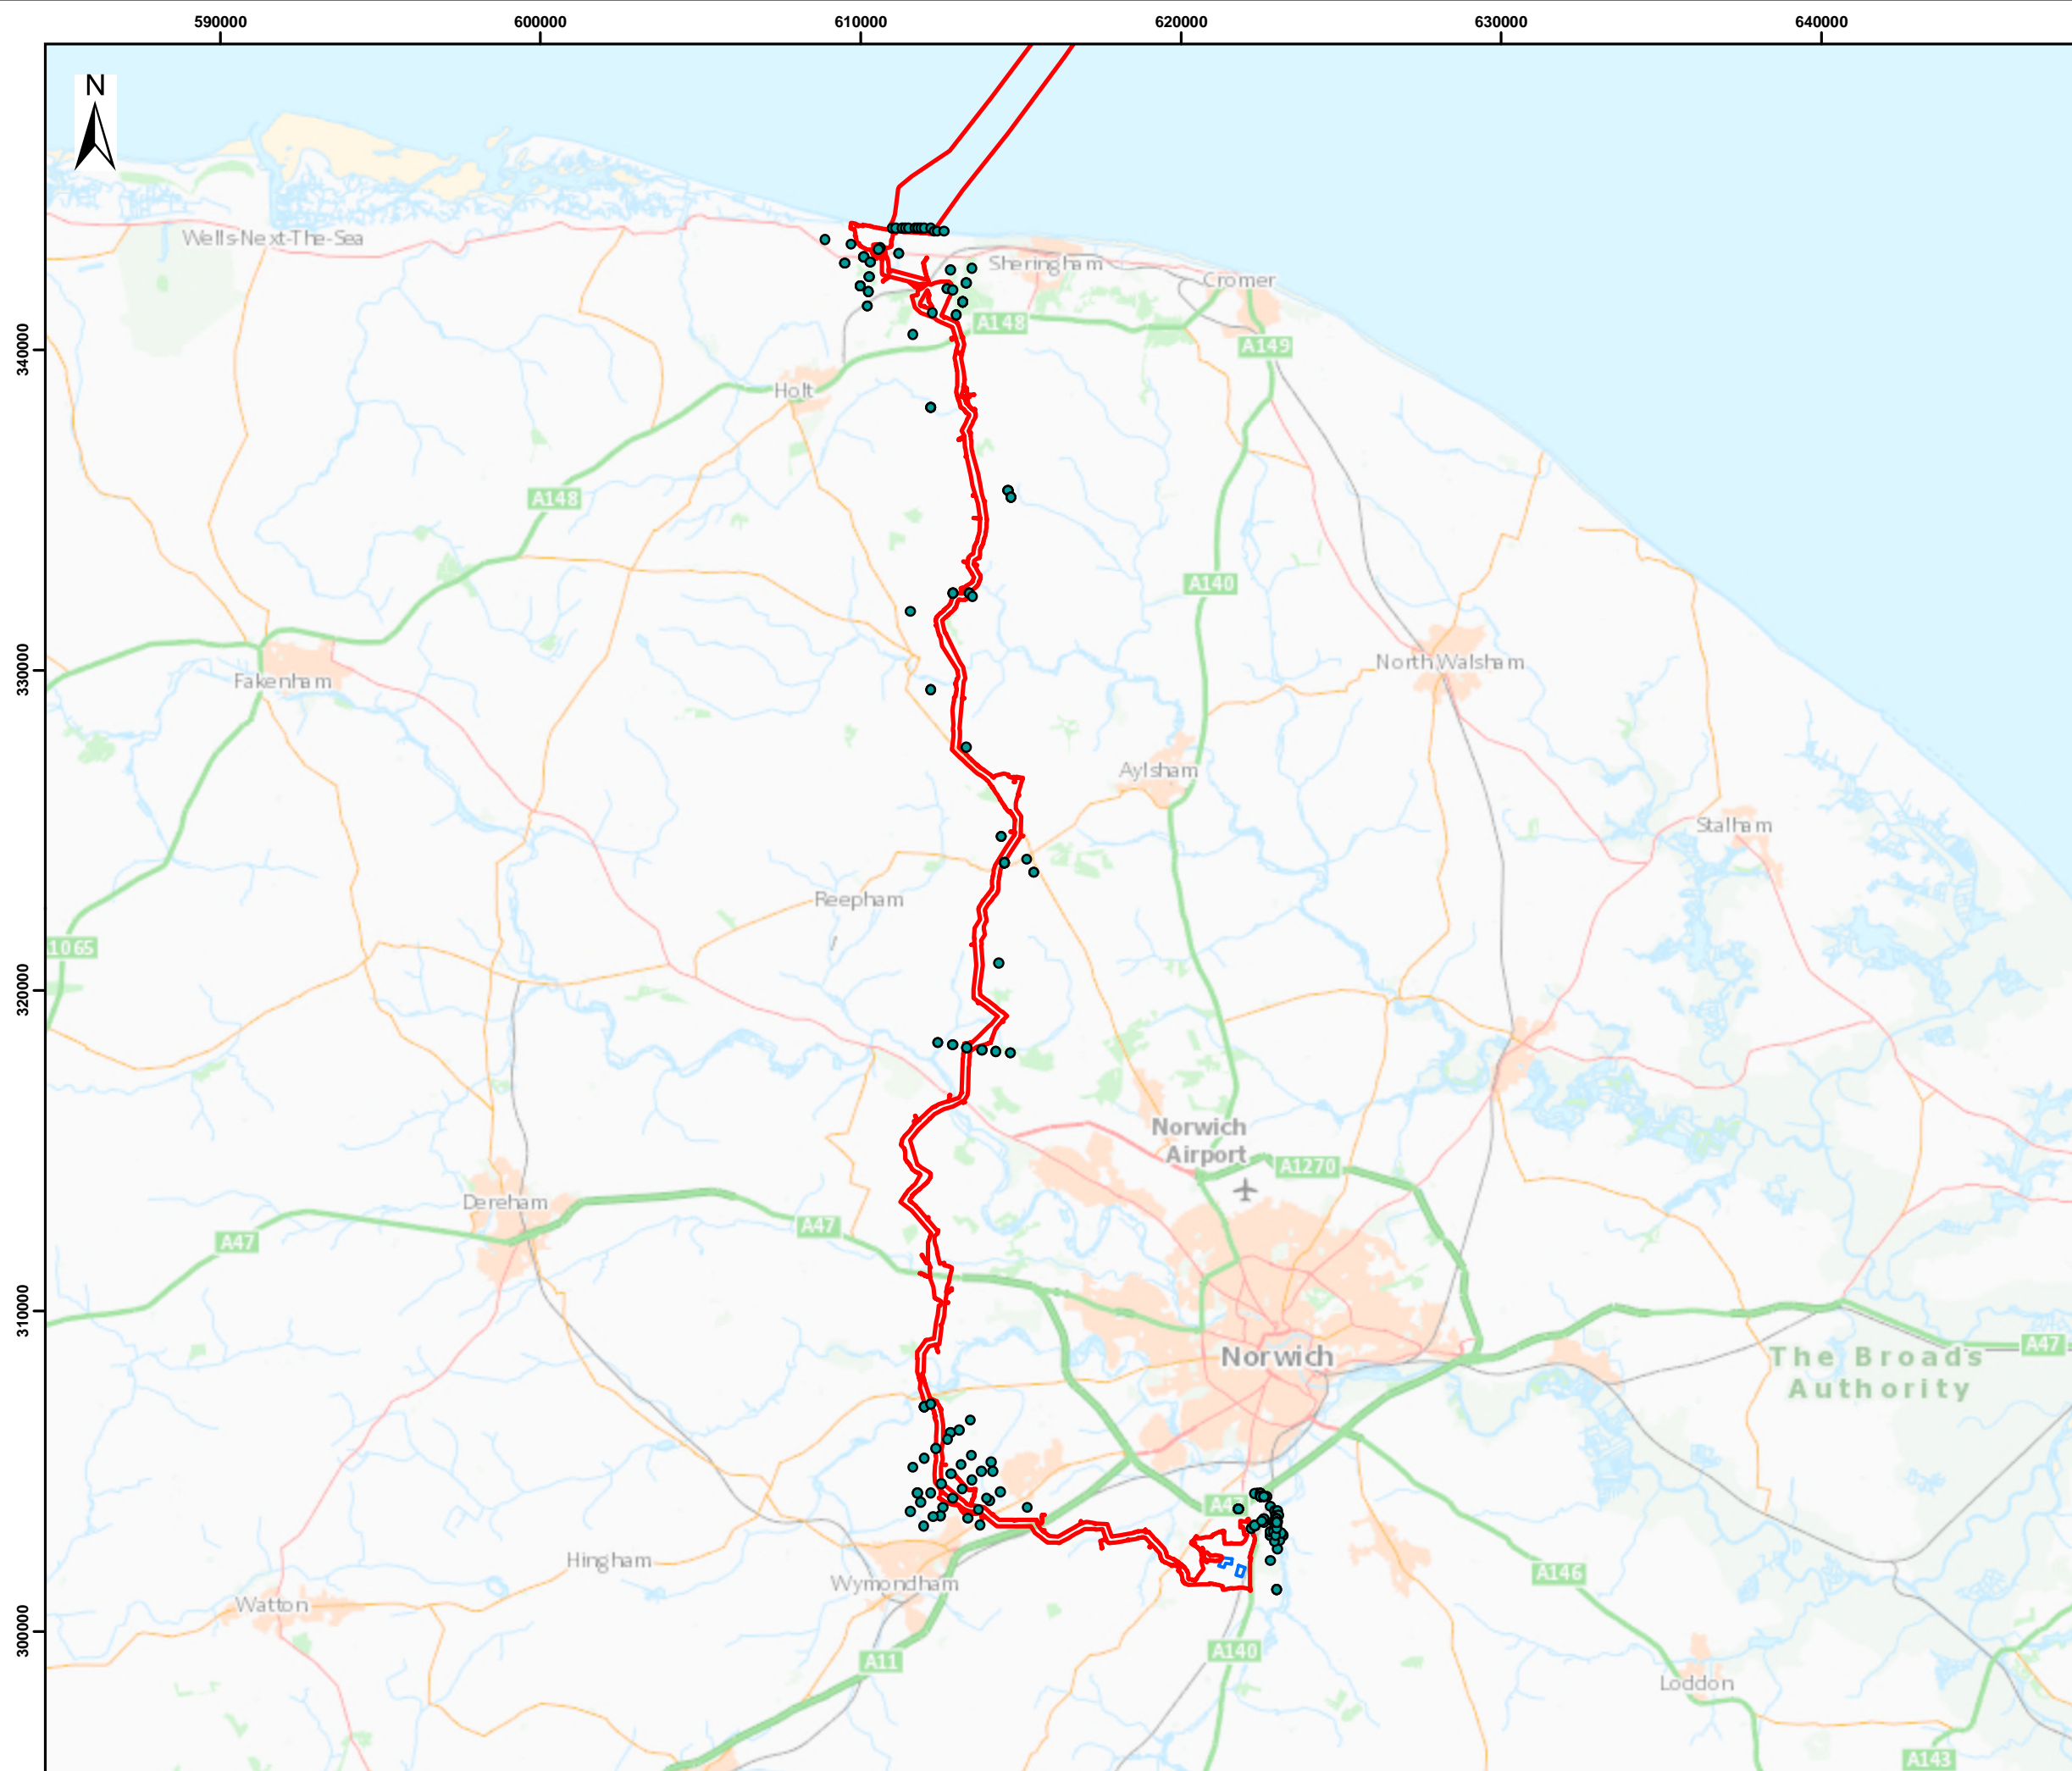 590000
600000
610000
620000
630000
640000
N
Wells-Next-The-Sea
Sheringham
Cromer
A148
A149
340000
Holt
A148
A140
330000
North Walsham
Fakenham
Aylsham
Stalham
Reepham
1065
320000
Norwich
Airport
A1270
Dereham
A47
A47
310000
A47
Norwich
The Broads
Authority
A47
Hingham
Wymondham
A146
Watton
300000
A140
A11
Loddon
A143